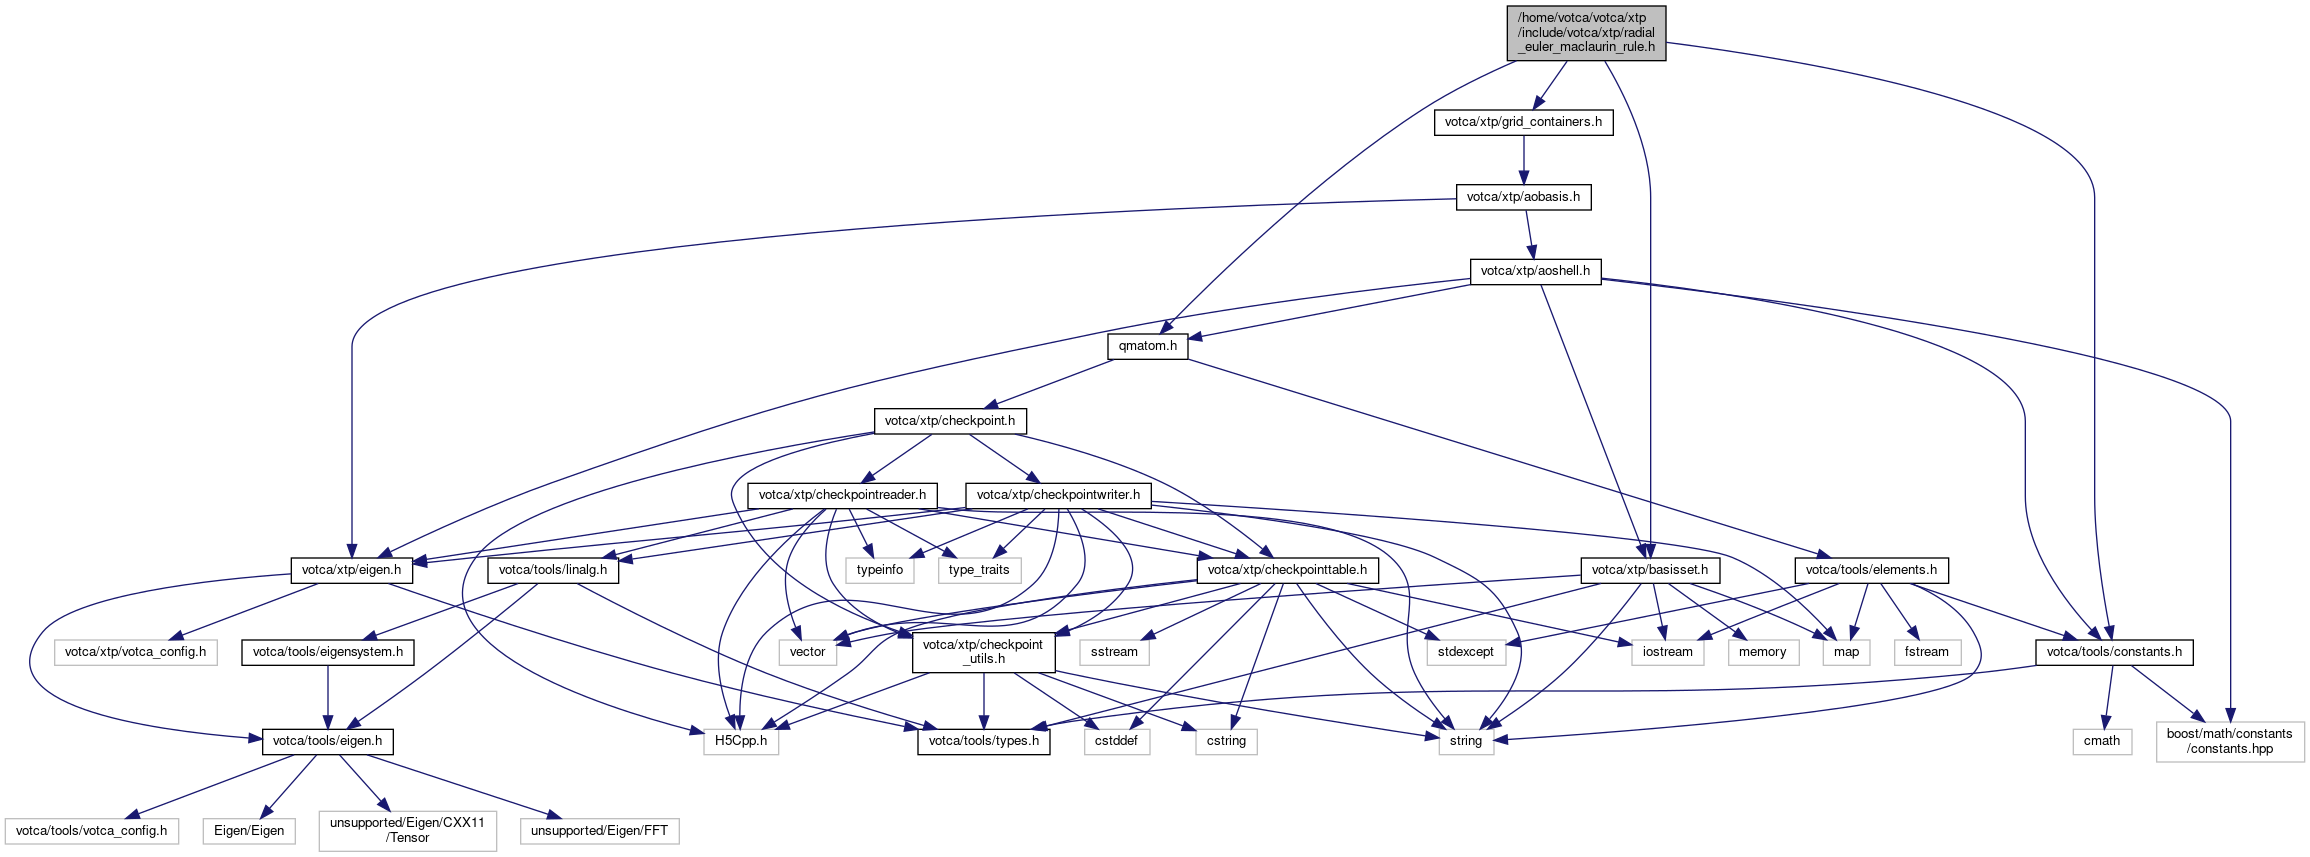 /home/votca/votca/xtp
/include/votca/xtp/radial
_euler_maclaurin_rule.h
votca/xtp/grid_containers.h
votca/xtp/aobasis.h
votca/xtp/aoshell.h
qmatom.h
votca/xtp/checkpoint.h
votca/xtp/checkpointreader.h
votca/xtp/checkpointwriter.h
votca/xtp/eigen.h
votca/tools/linalg.h
typeinfo
type_traits
votca/xtp/checkpointtable.h
votca/xtp/basisset.h
votca/tools/elements.h
votca/xtp/votca_config.h
votca/tools/eigensystem.h
vector
votca/xtp/checkpoint
_utils.h
sstream
stdexcept
iostream
memory
map
fstream
votca/tools/constants.h
votca/tools/eigen.h
H5Cpp.h
votca/tools/types.h
cstddef
cstring
string
cmath
boost/math/constants
/constants.hpp
votca/tools/votca_config.h
Eigen/Eigen
unsupported/Eigen/CXX11
/Tensor
unsupported/Eigen/FFT